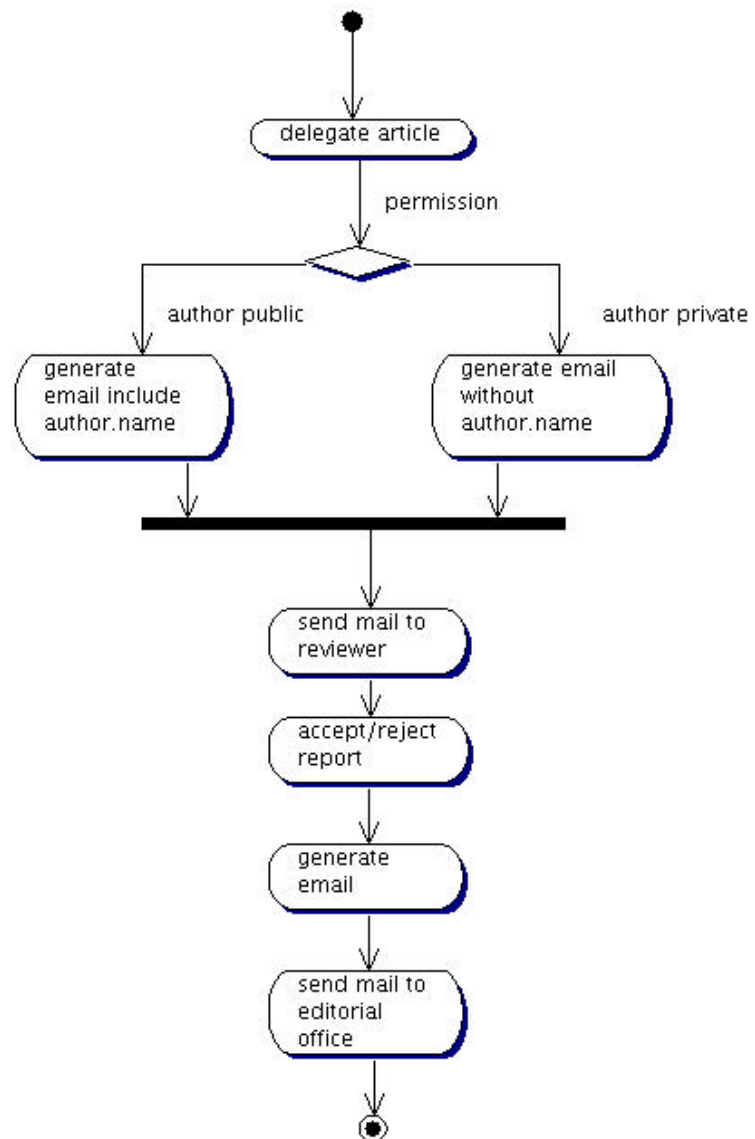 delegate article
permission
author public
author private
generate
email include
author.name
generate email
without
author.name
send mail to
reviewer
accept/reject
report
generate
email
send mail to
editorial
office